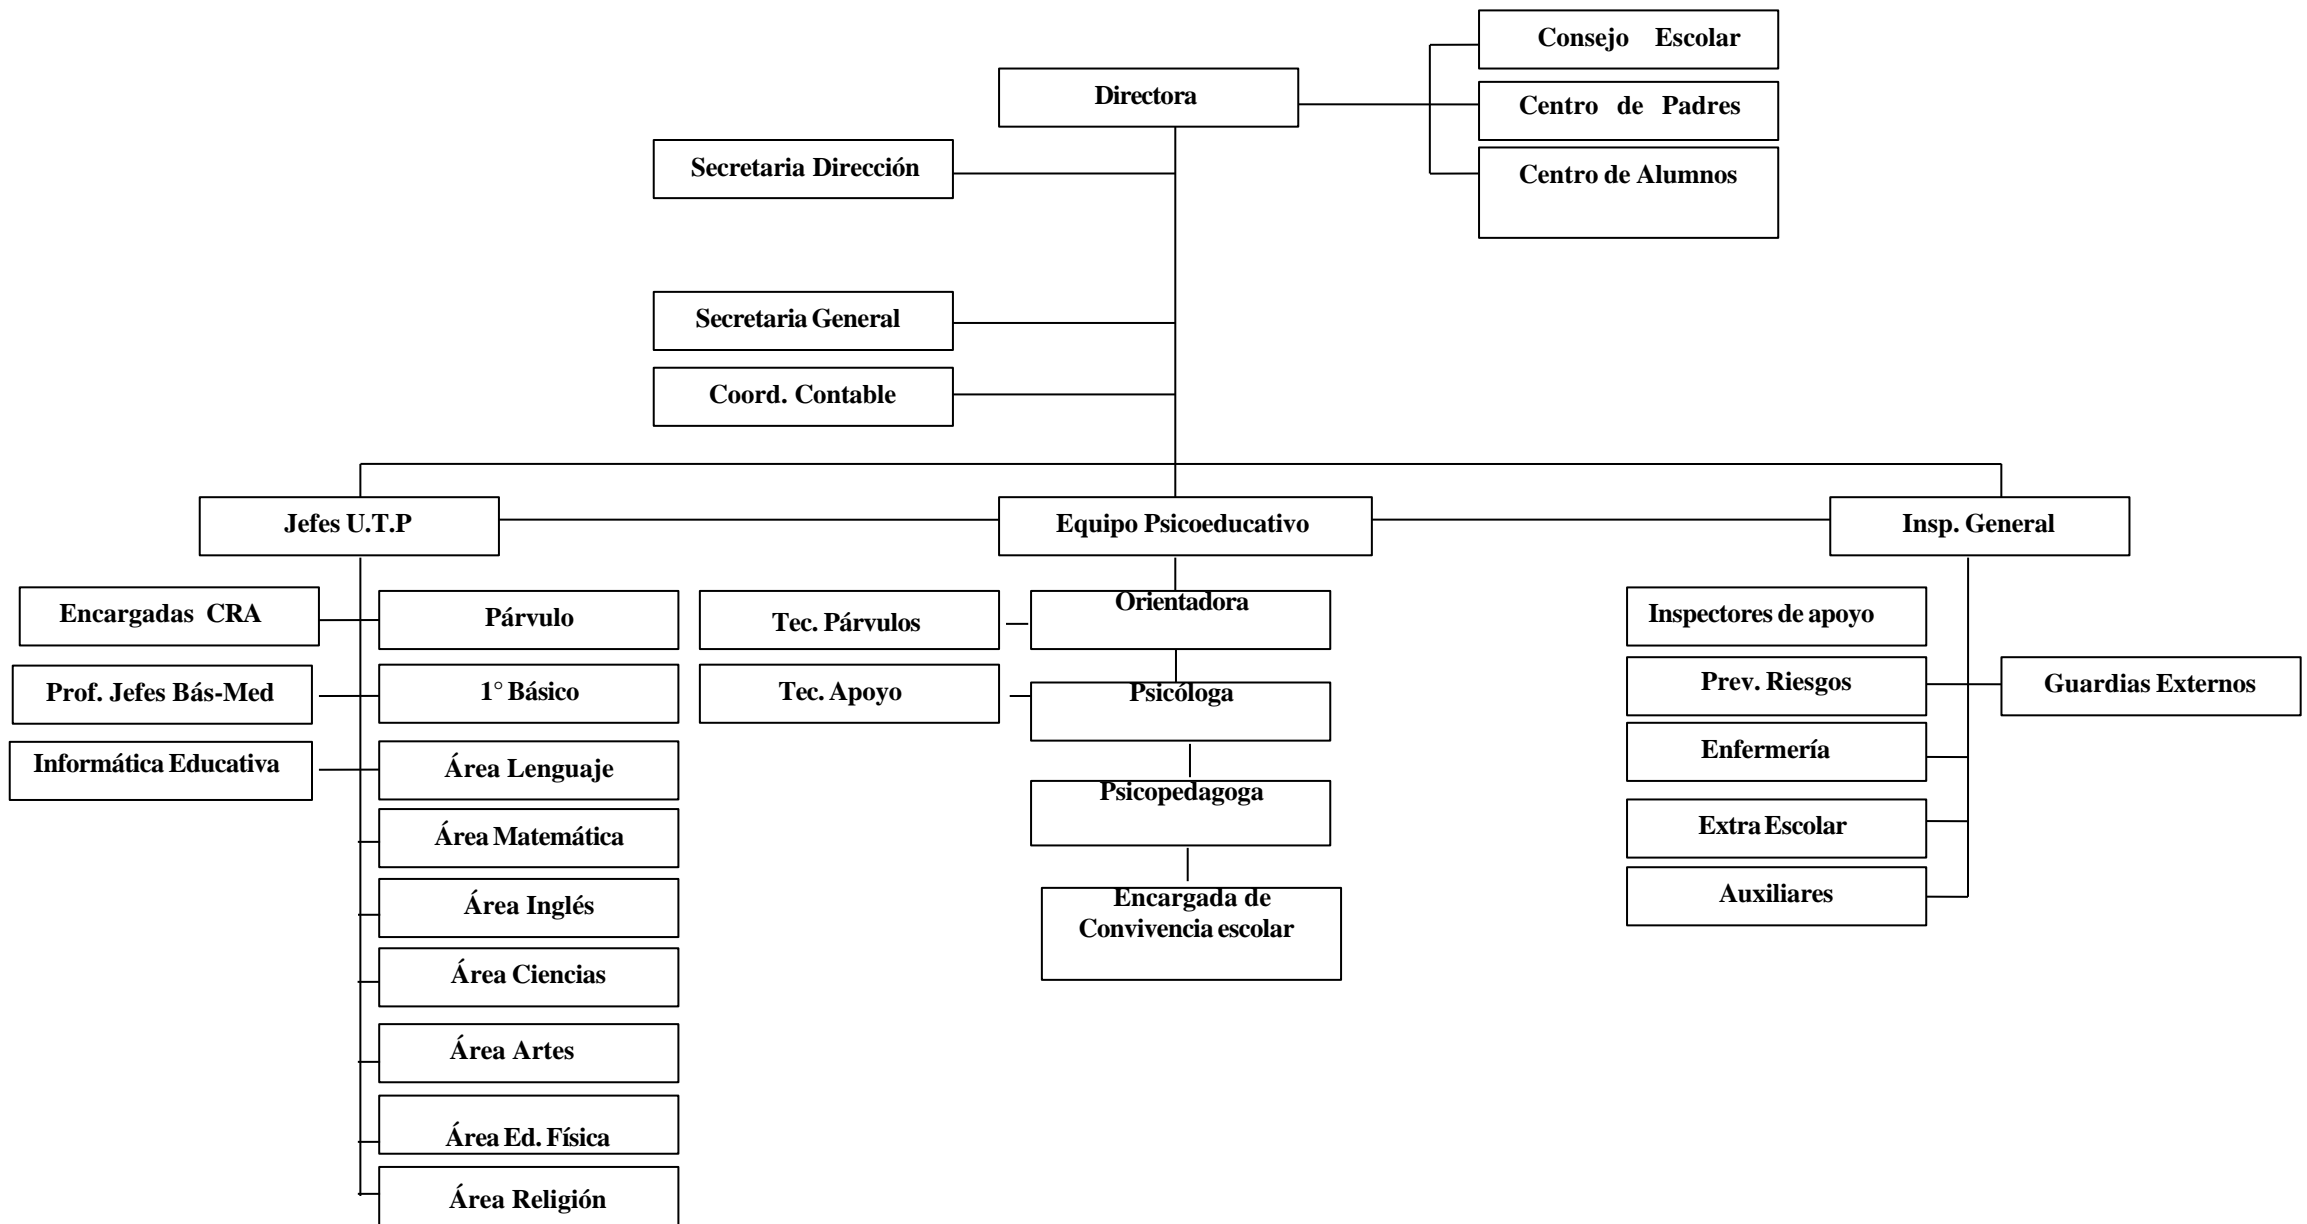 Consejo Escolar
Directora
Centro de Padres
Secretaria Dirección
Centro de Alumnos
Secretaria General
Coord. Contable
Jefes U.T.P
Equipo Psicoeducativo
Insp. General
Encargadas CRA
Párvulo
Tec. Párvulos
Orientadora
Inspectores de apoyo
Prof. Jefes Bás-Med
1° Básico
Tec. Apoyo
Psicóloga
Prev. Riesgos
Guardias Externos
Informática Educativa
Área Lenguaje
Psicopedagoga
Enfermería
Área Matemática
Extra Escolar
Área Inglés
Encargada de
Convivencia escolar
Auxiliares
Área Ciencias
Área Artes
Área Ed. Física
Área Religión